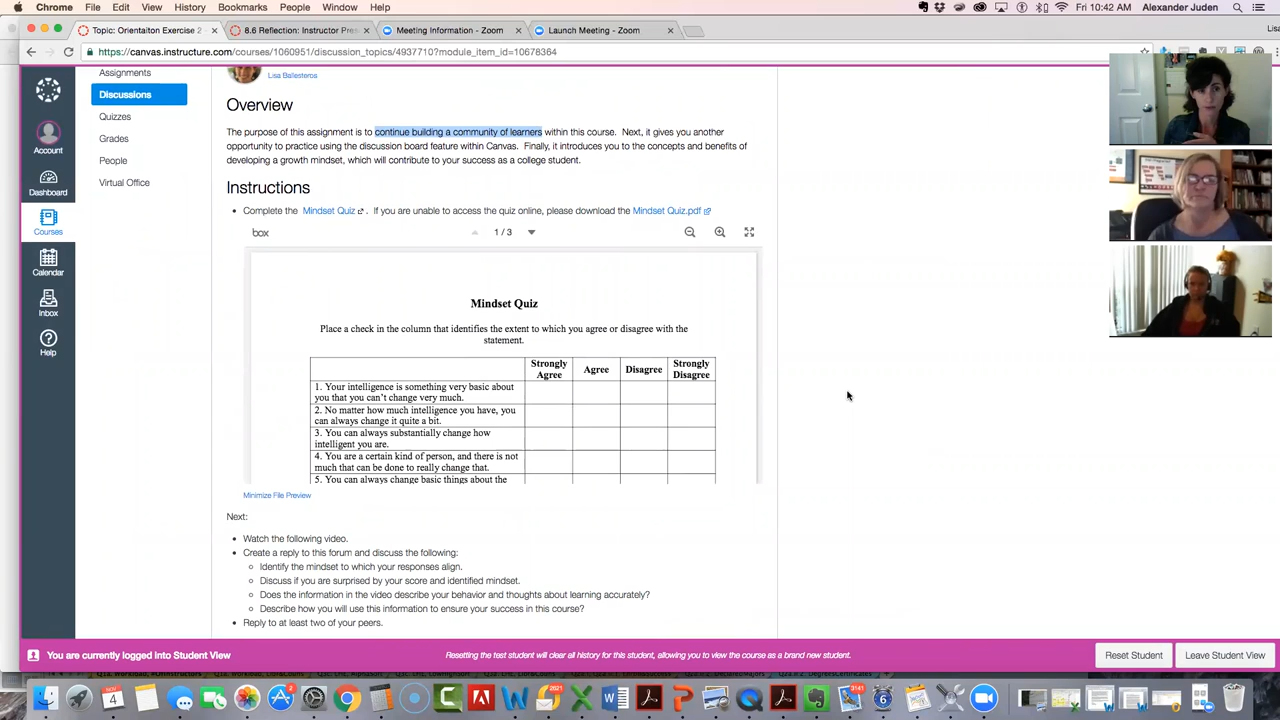 Chrome File Edit View History Bookmarks People Window Help Fri 10:42 AM Alexander Juden
Topic: Orientaiton Exercise 2 - 8.6 Reflection: Instructor Pres Meeting Information - Zoom Launch Meeting - Zoom Lisa
https://canvas.instructure.com/courses/1060951/discussion_topics/4937710?module_item_id=10678364
Account
Dashboard
Courses
Calendar
Inbox
Help
Assignments
Discussions
Quizzes
Grades
People
Virtual Office
Lisa Ballesteros
Overview
The purpose of this assignment is to continue building a community of learners within this course. Next, it gives you another
opportunity to practice using the discussion board feature within Canvas. Finally, it introduces you to the concepts and benefits of
developing a growth mindset, which will contribute to your success as a college student.
Instructions
• Complete the Mindset Quiz . If you are unable to access the quiz online, please download the Mindset Quiz.pdf
box 1 / 3
Mindset Quiz
Place a check in the column that identifies the extent to which you agree or disagree with the
statement.
Strongly Agree Agree Disagree Strongly Disagree
1. Your intelligence is something very basic about
you that you can't change very much.
2. No matter how much intelligence you have, you
can always change it quite a bit.
3. You can always substantially change how
intelligent you are.
4. You are a certain kind of person, and there is not
much that can be done to really change that.
5. You can always change basic things about the
Minimize File Preview
Next:
• Watch the following video.
• Create a reply to this forum and discuss the following:
Identify the mindset to which your responses align.
Discuss if you are surprised by your score and identified mindset.
Does the information in the video describe your behavior and thoughts about learning accurately?
Describe how you will use this information to ensure your success in this course?
• Reply to at least two of your peers.
You are currently logged into Student View Resetting the test student will clear all history for this student, allowing you to view the course as a brand new student. Reset Student Leave Student View